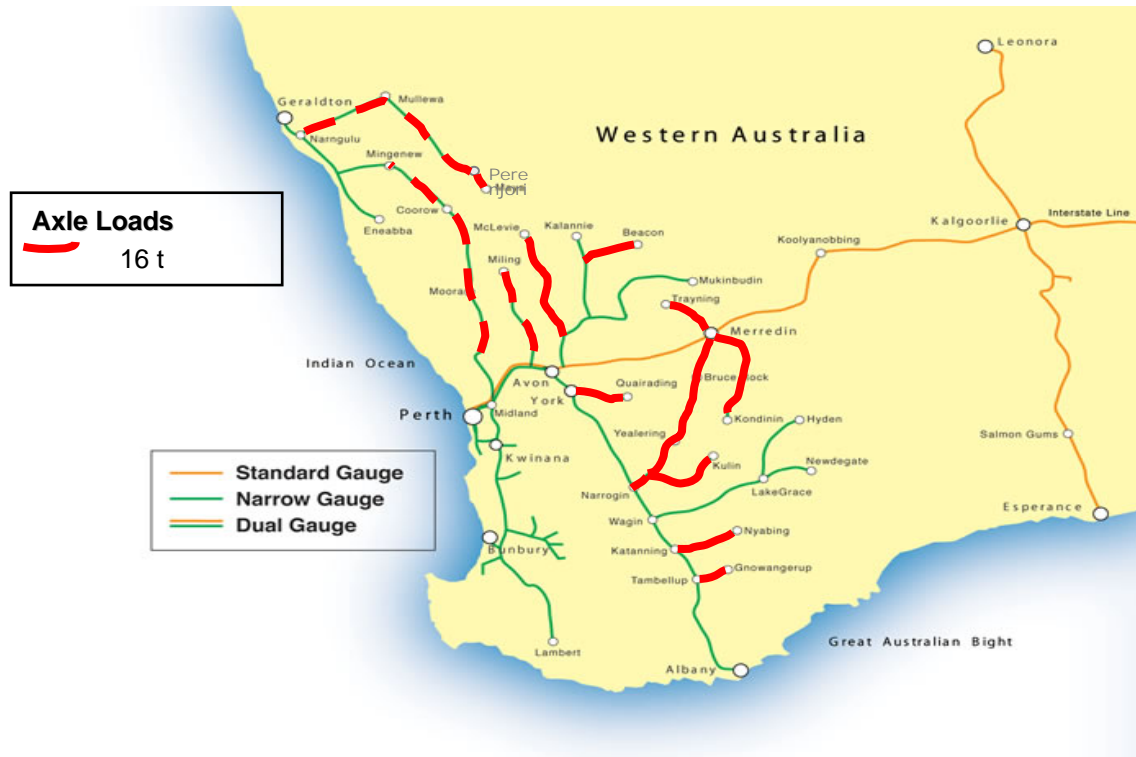 Leonora
Mullewa
Geraldton
Narngulu
Western Australia
Mingenew
Pere
njori
Maya
Axle Loads
16 t
Coorow
McLevie
Kalannie
Beacon
Kalgoorlie
Interstate Line
Eneabba
Koolyanobbing
Miling
Mukinbudin
Moora
Trayning
Merredin
Indian Ocean
Avon
Quairading
Bruce Rock
York
Perth
Midland
Kondinin
Hyden
Yealering
Salmon Gums
Kwinana
Kulin
Newdegate
Standard Gauge
Narrow Gauge
Dual Gauge
Narrogin
LakeGrace
Wagin
Esperance
Nyabing
Bunbury
Katanning
Gnowangerup
Tambellup
Great Australian Bight
Lambert
Albany